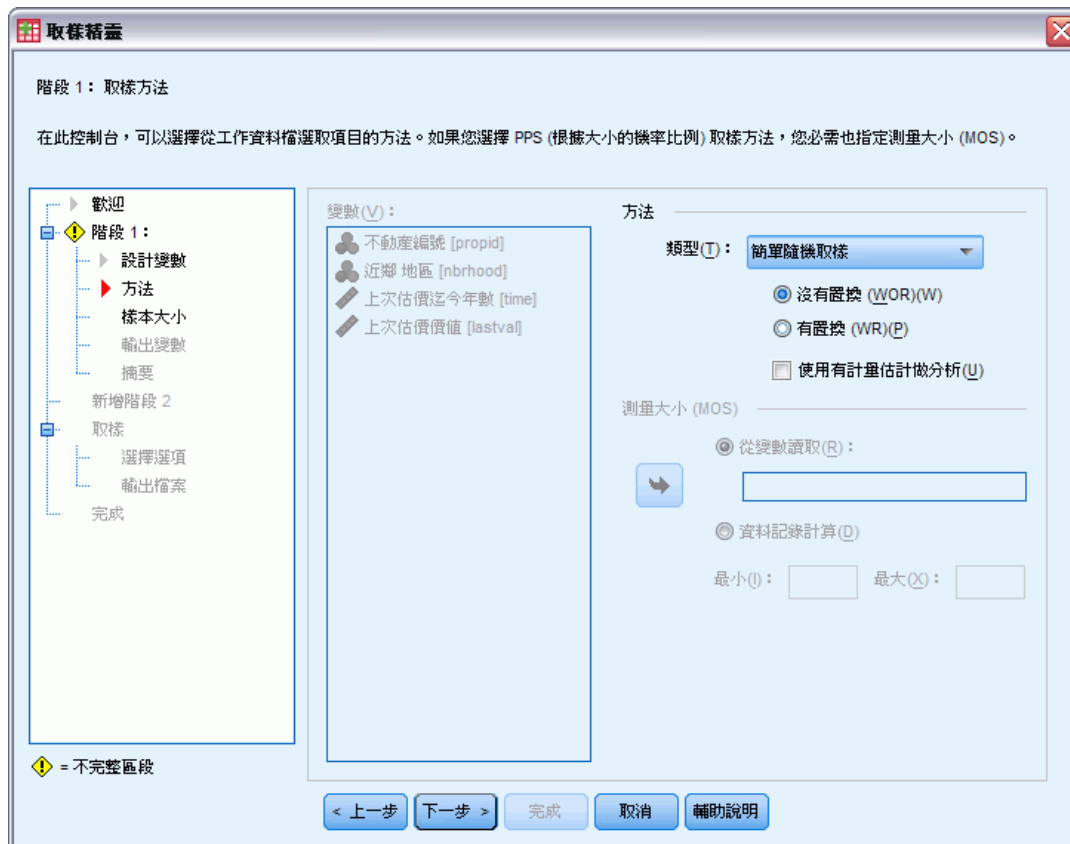 取樣精靈
階段 1： 取樣方法
在此控制台，可以選擇從工作資料檔選取項目的方法。如果您選擇 PPS (根據大小的機率比例) 取樣方法，您必需也指定測量大小 (MOS)。
歡迎
階段 1：
設計變數
方法
樣本大小
輸出變數
摘要
新增階段 2
取樣
選擇選項
輸出檔案
完成
= 不完整區段
變數(V)：
不動產編號 [propid]
近鄰 地區 [nbrhood]
上次估價迄今年數 [time]
上次估價價值 [lastval]
方法
類型(T)：
簡單隨機取樣
沒有置換 (WOR)(W)
有置換 (WR)(P)
使用有計量估計做分析(U)
測量大小 (MOS)
從變數讀取(R)：
資料記錄計算(D)
最小(I)： 最大(X)：
< 上一步 下一步 > 完成 取消 輔助說明